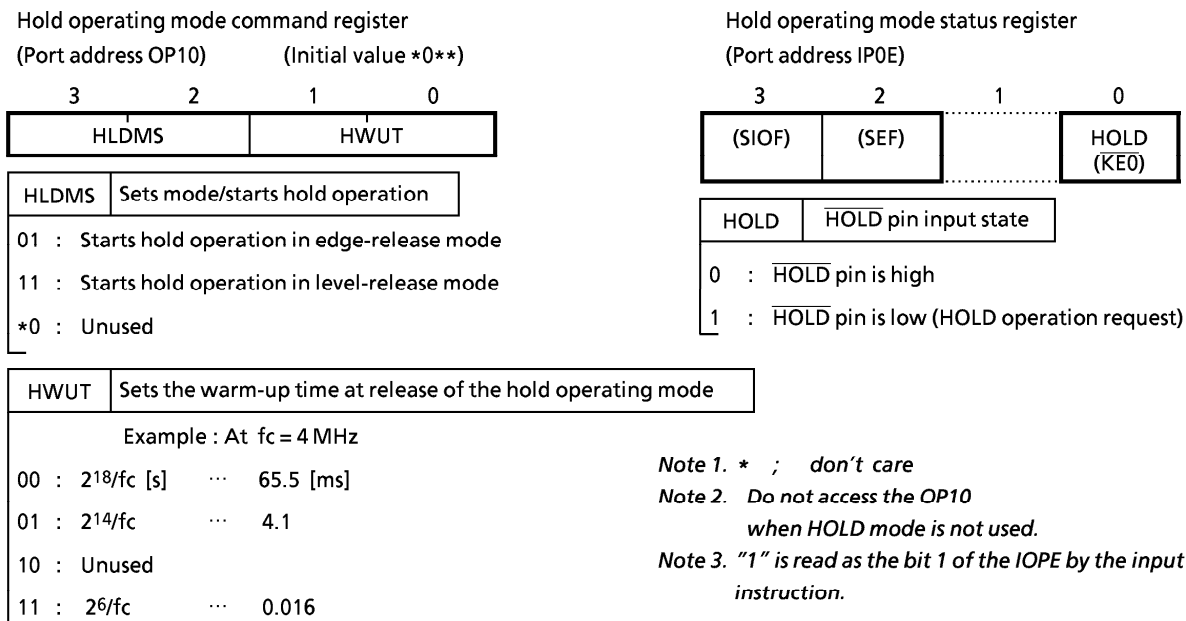 Hold operating mode command register
(Port address OP10) (Initial value *0**)
3 2 1 0
HLDMS HWUT
HLDMS Sets mode/starts hold operation
01 : Starts hold operation in edge-release mode
11 : Starts hold operation in level-release mode
*0 : Unused
HWUT Sets the warm-up time at release of the hold operating mode
Example : At fc = 4 MHz
00 : 2¹⁸/fc [s] ··· 65.5 [ms]
01 : 2¹⁴/fc ··· 4.1
10 : Unused
11 : 2⁶/fc ··· 0.016
Hold operating mode status register
(Port address IP0E)
3 2 1 0
(SIOF) (SEF) HOLD
(K̅E̅0̅)
HOLD H̅O̅L̅D̅ pin input state
0 : H̅O̅L̅D̅ pin is high
1 : H̅O̅L̅D̅ pin is low (HOLD operation request)
Note 1. * ; don't care
Note 2. Do not access the OP10
when HOLD mode is not used.
Note 3. "1" is read as the bit 1 of the IOPE by the input
instruction.